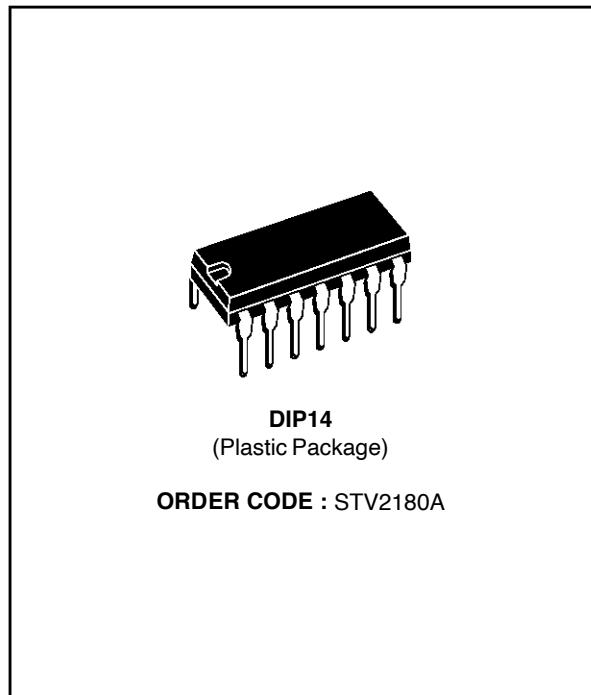 DIP14
(Plastic Package)
ORDER CODE : STV2180A